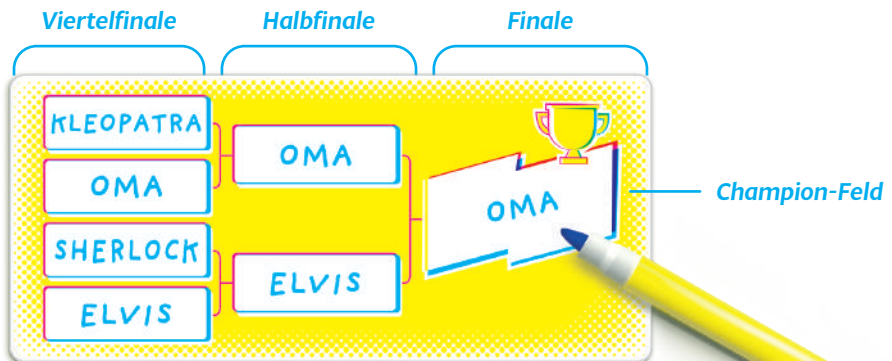 Viertelfinale
Halbfinale
Finale
KLEOPATRA
OMA
SHERLOCK
ELVIS
OMA
ELVIS
OMA
Champion-Feld